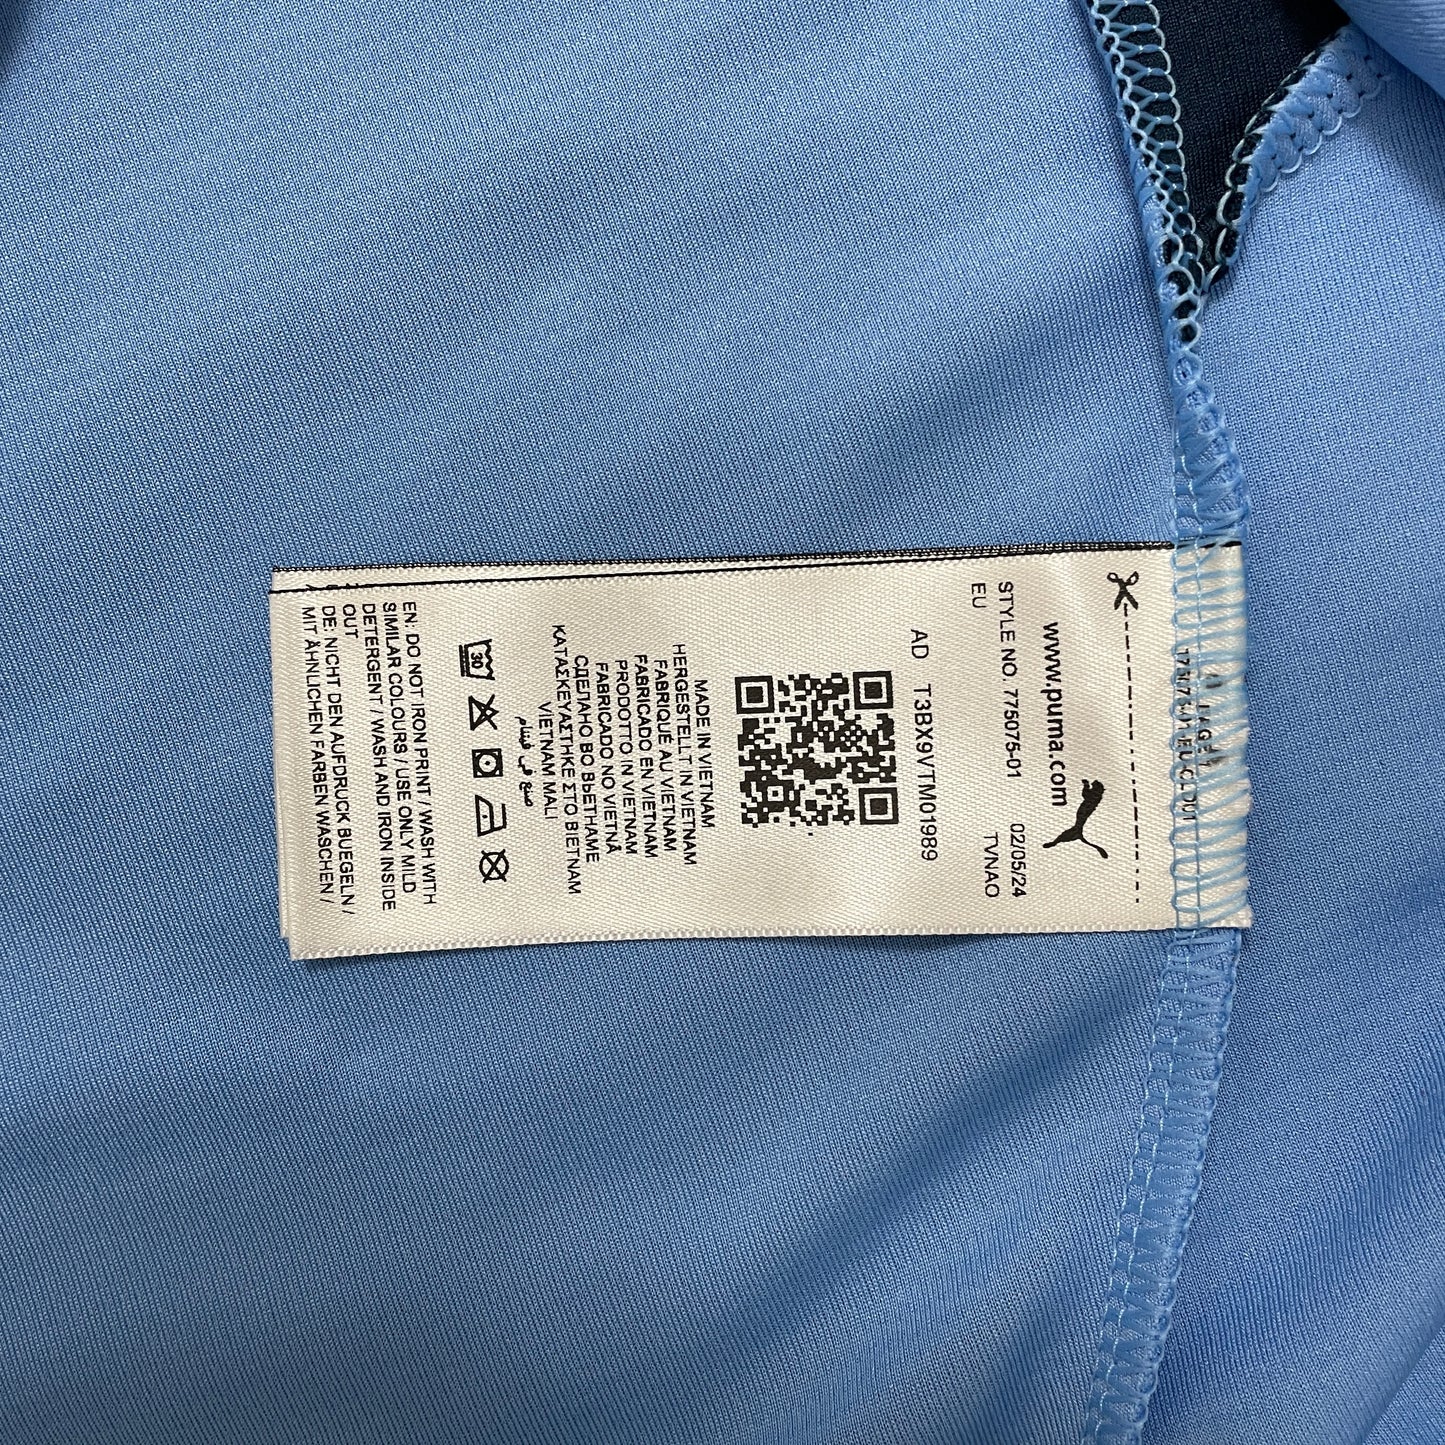 www.puma.com
STYLE NO. 775075-01 02/05/24
EU TVNAO
AD T3BX9VTM01989
MADE IN VIETNAM
HERGESTELLT IN VIETNAM
FABRIQUÉ AU VIETNAM
FABRICADO EN VIETNAM
PRODOTTO IN VIETNAM
FABRICADO NO VIETNÃ
СДЕЛАНО ВО ВЬЕТНАМЕ
ΚΑΤΑΣΚΕΥΑΣΤΗΚΕ ΣΤΟ ΒΙΕΤΝΑΜ
VIETNAM MALI
صنع في فيتنام
30
EN: DO NOT IRON PRINT / WASH WITH
SIMILAR COLOURS / USE ONLY MILD
DETERGENT / WASH AND IRON INSIDE
OUT
DE: NICHT DEN AUFDRUCK BUEGELN /
MIT ÄHNLICHEN FARBEN WASCHEN /